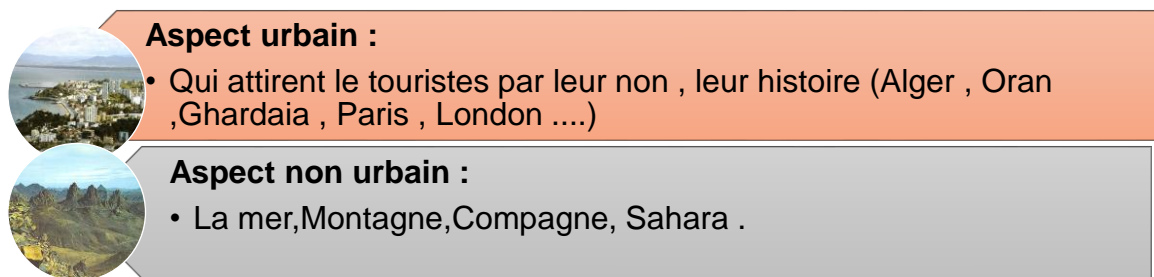 Aspect urbain :
• Qui attirent le touristes par leur non , leur histoire (Alger , Oran
,Ghardaia , Paris , London ....)
Aspect non urbain :
• La mer,Montagne,Compagne, Sahara .